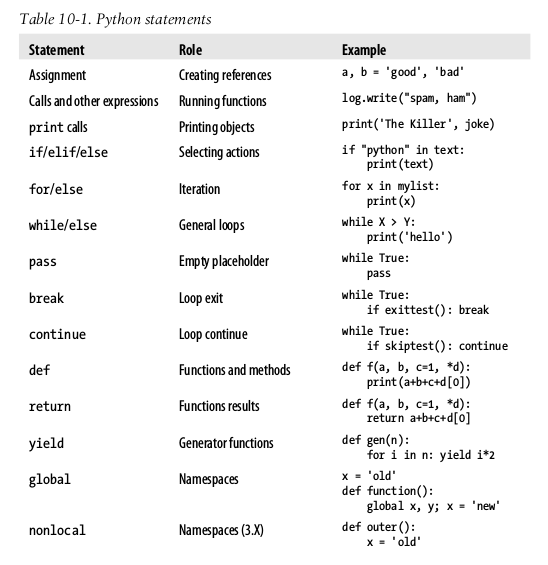 Table 10-1. Python statements
Statement Role Example
Assignment Creating references a, b = 'good', 'bad'
Calls and other expressions Running functions log.write("spam, ham")
print calls Printing objects print('The Killer', joke)
if/elif/else Selecting actions if "python" in text:
print(text)
for/else Iteration for x in mylist:
print(x)
while/else General loops while X > Y:
print('hello')
pass Empty placeholder while True:
pass
break Loop exit while True:
if exittest(): break
continue Loop continue while True:
if skiptest(): continue
def Functions and methods def f(a, b, c=1, *d):
print(a+b+c+d[0])
return Functions results def f(a, b, c=1, *d):
return a+b+c+d[0]
yield Generator functions def gen(n):
for i in n: yield i*2
global Namespaces x = 'old'
def function():
global x, y; x = 'new'
nonlocal Namespaces (3.X) def outer():
x = 'old'